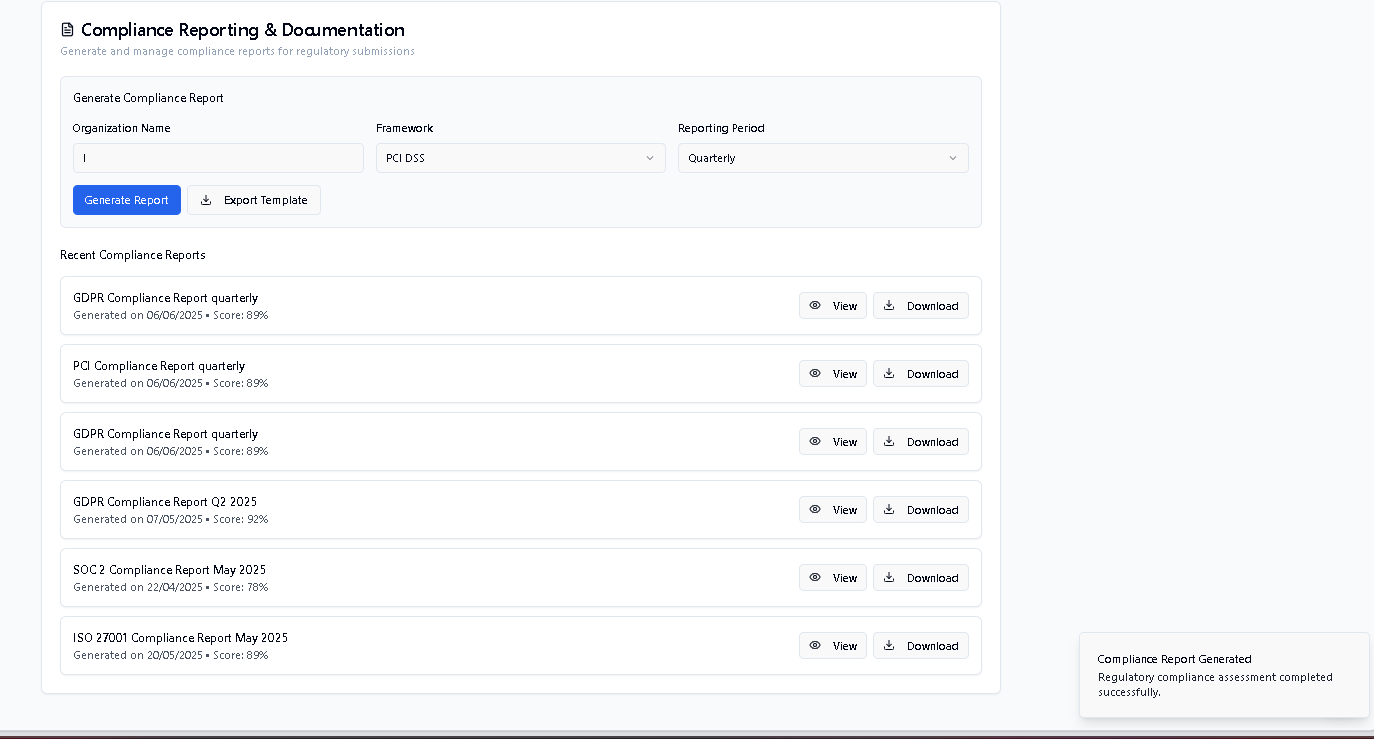 Compliance Reporting & Documentation
Generate and manage compliance reports for regulatory submissions
Generate Compliance Report
Organization Name
Framework
Reporting Period
I
PCI DSS
Quarterly
Generate Report
Export Template
Recent Compliance Reports
GDPR Compliance Report quarterly
Generated on 06/06/2025 • Score: 89%
View
Download
PCI Compliance Report quarterly
Generated on 06/06/2025 • Score: 89%
View
Download
GDPR Compliance Report quarterly
Generated on 06/06/2025 • Score: 89%
View
Download
GDPR Compliance Report Q2 2025
Generated on 07/05/2025 • Score: 92%
View
Download
SOC 2 Compliance Report May 2025
Generated on 22/04/2025 • Score: 78%
View
Download
ISO 27001 Compliance Report May 2025
Generated on 20/05/2025 • Score: 89%
View
Download
Compliance Report Generated
Regulatory compliance assessment completed
successfully.